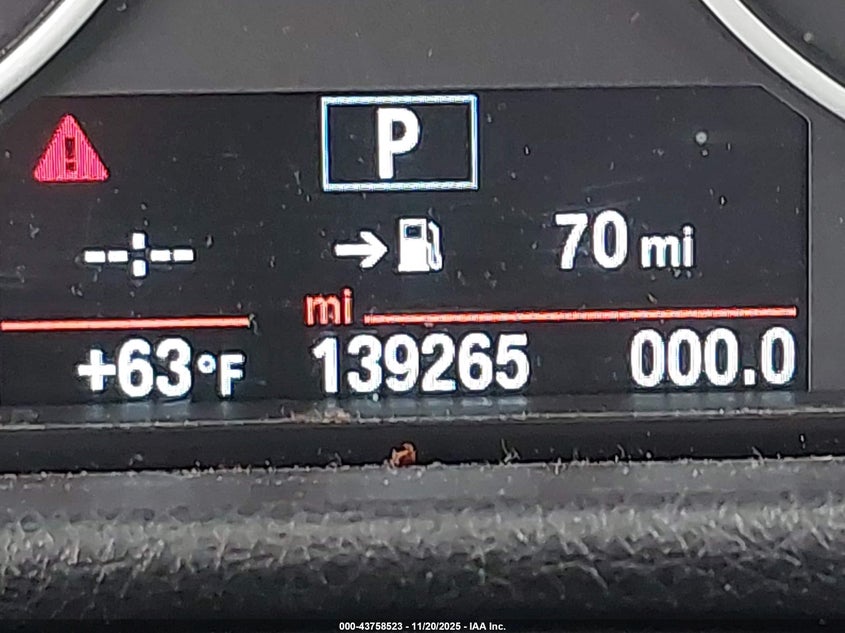 P
--:-- 70 mi
mi
+63°F 139265 000.0
000-43758523 - 11/20/2025 - IAA Inc.